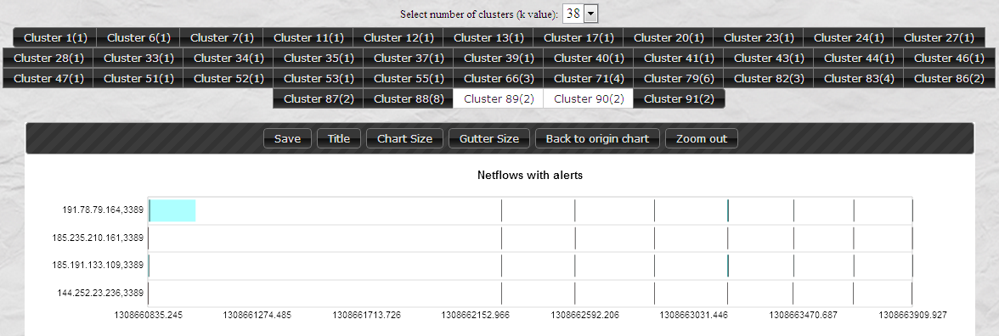 Select number of clusters (k value): 38
Cluster 1(1) Cluster 6(1) Cluster 7(1) Cluster 11(1) Cluster 12(1) Cluster 13(1) Cluster 17(1) Cluster 20(1) Cluster 23(1) Cluster 24(1) Cluster 27(1)
Cluster 28(1) Cluster 33(1) Cluster 34(1) Cluster 35(1) Cluster 37(1) Cluster 39(1) Cluster 40(1) Cluster 41(1) Cluster 43(1) Cluster 44(1) Cluster 46(1)
Cluster 47(1) Cluster 51(1) Cluster 52(1) Cluster 53(1) Cluster 55(1) Cluster 66(3) Cluster 71(4) Cluster 79(6) Cluster 82(3) Cluster 83(4) Cluster 86(2)
Cluster 87(2) Cluster 88(8) Cluster 89(2) Cluster 90(2) Cluster 91(2)
Save Title Chart Size Gutter Size Back to origin chart Zoom out
Netflows with alerts
191.78.79.164,3389
185.235.210.161,3389
185.191.133.109,3389
144.252.23.236,3389
1308660835.245 1308661274.485 1308661713.726 1308662152.966 1308662592.206 1308663031.446 1308663470.687 1308663909.927